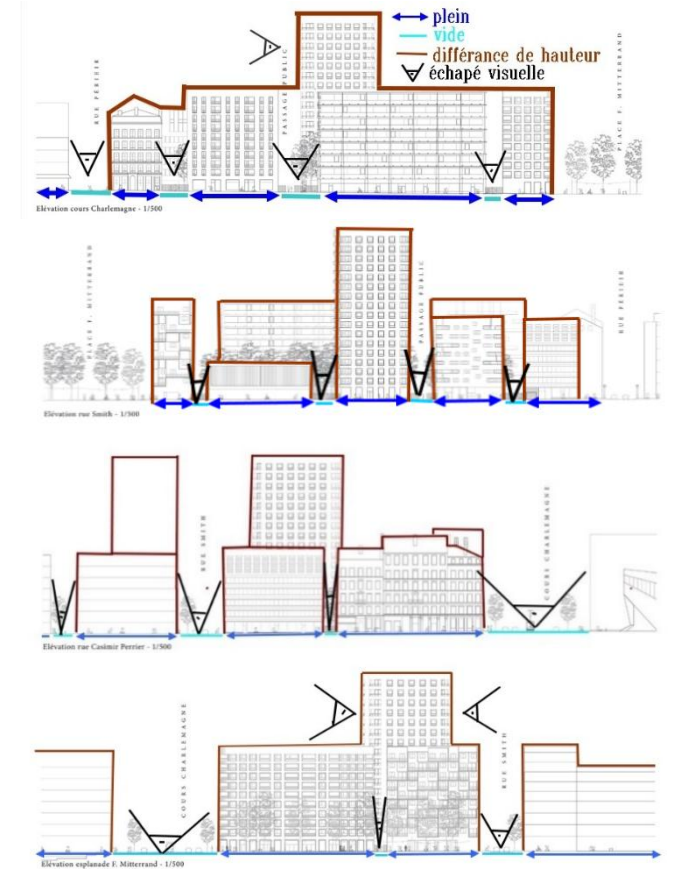 plein
vide
différance de hauteur
échapé visuelle
RUE PÉRISIR
PASSAGE PUBLIC
PLACE F. MITTERRAND
Elévation cours Charlemagne - 1/500
PLACE F. MITTERRAND
PASSAGE PUBLIC
RUE PÉRISIR
Elévation rue Smith - 1/500
RUE SMITH
COURS CHARLEMAGNE
Elévation rue Casimir Perrier - 1/500
COURS CHARLEMAGNE
RUE SMITH
Elévation esplanade F. Mitterrand - 1/500